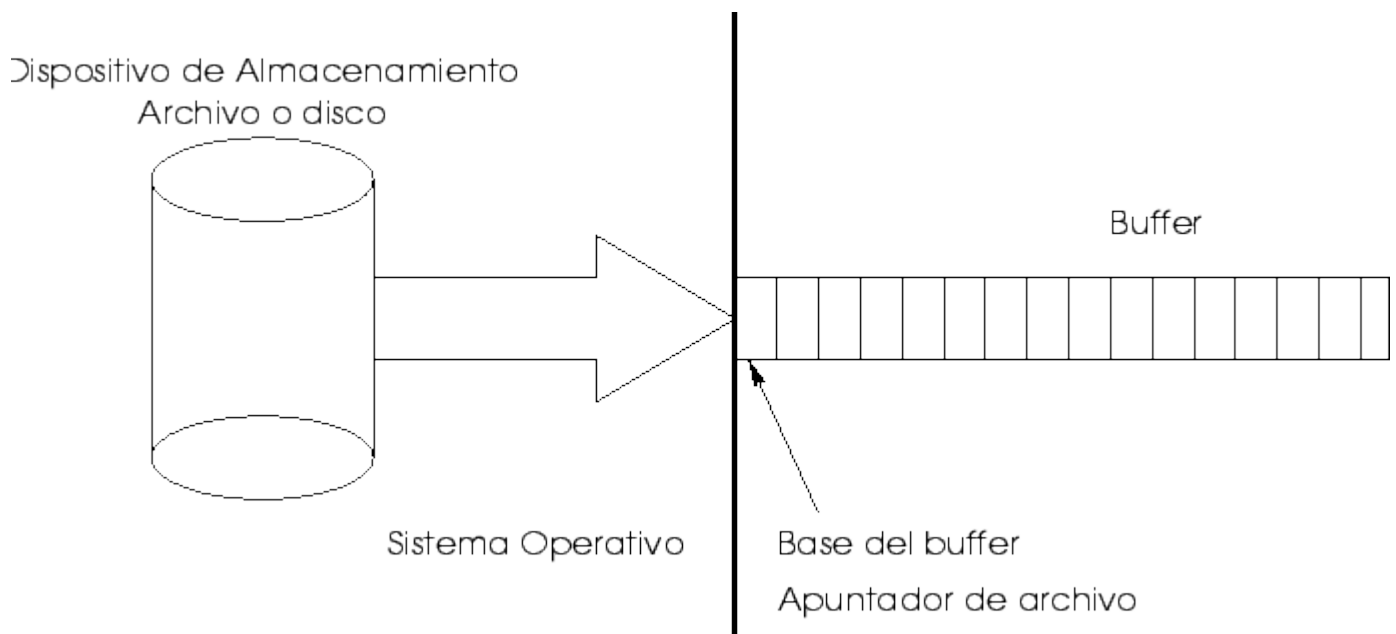 Dispositivo de Almacenamiento
Archivo o disco
Buffer
Sistema Operativo
Base del buffer
Apuntador de archivo